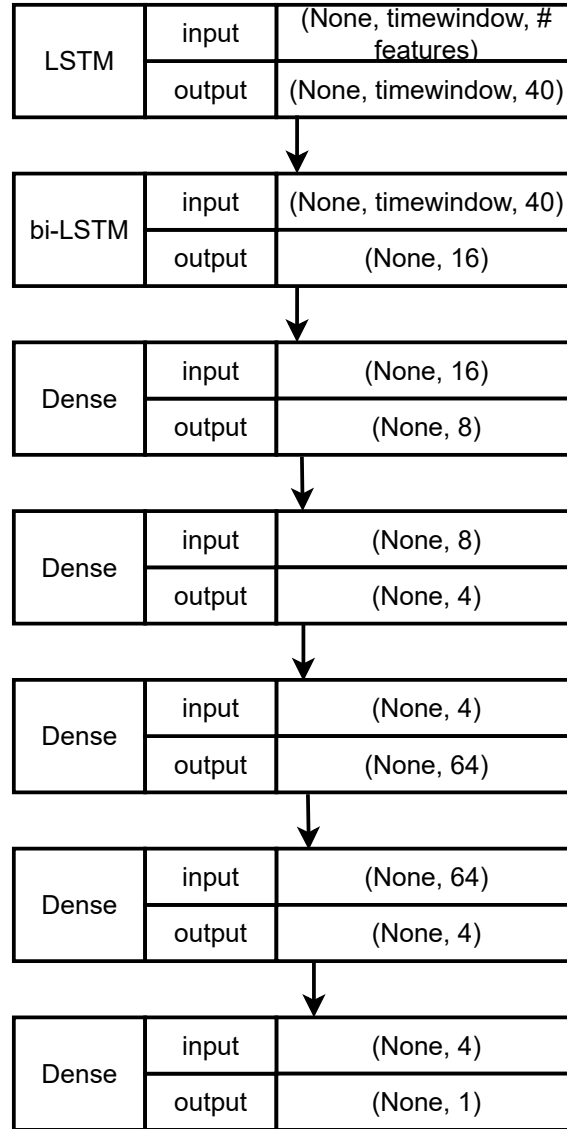 LSTM
input
(None, timewindow, #
features)
output
(None, timewindow, 40)
bi-LSTM
input
(None, timewindow, 40)
output
(None, 16)
Dense
input
(None, 16)
output
(None, 8)
Dense
input
(None, 8)
output
(None, 4)
Dense
input
(None, 4)
output
(None, 64)
Dense
input
(None, 64)
output
(None, 4)
Dense
input
(None, 4)
output
(None, 1)